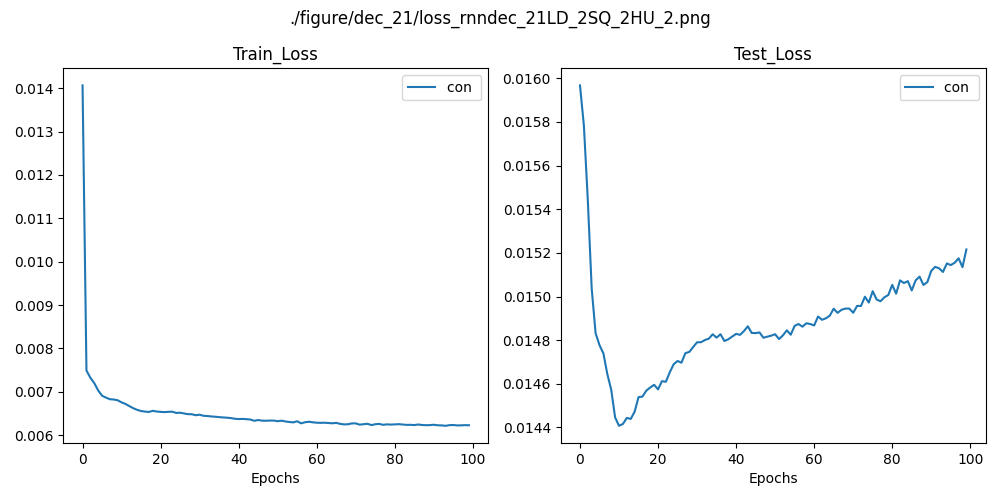 ./figure/dec_21/loss_rnndec_21LD_2SQ_2HU_2.png
Train_Loss
con
0.014
0.013
0.012
0.011
0.010
0.009
0.008
0.007
0.006
0 20 40 60 80 100
Epochs
Test_Loss
con
0.0160
0.0158
0.0156
0.0154
0.0152
0.0150
0.0148
0.0146
0.0144
0 20 40 60 80 100
Epochs